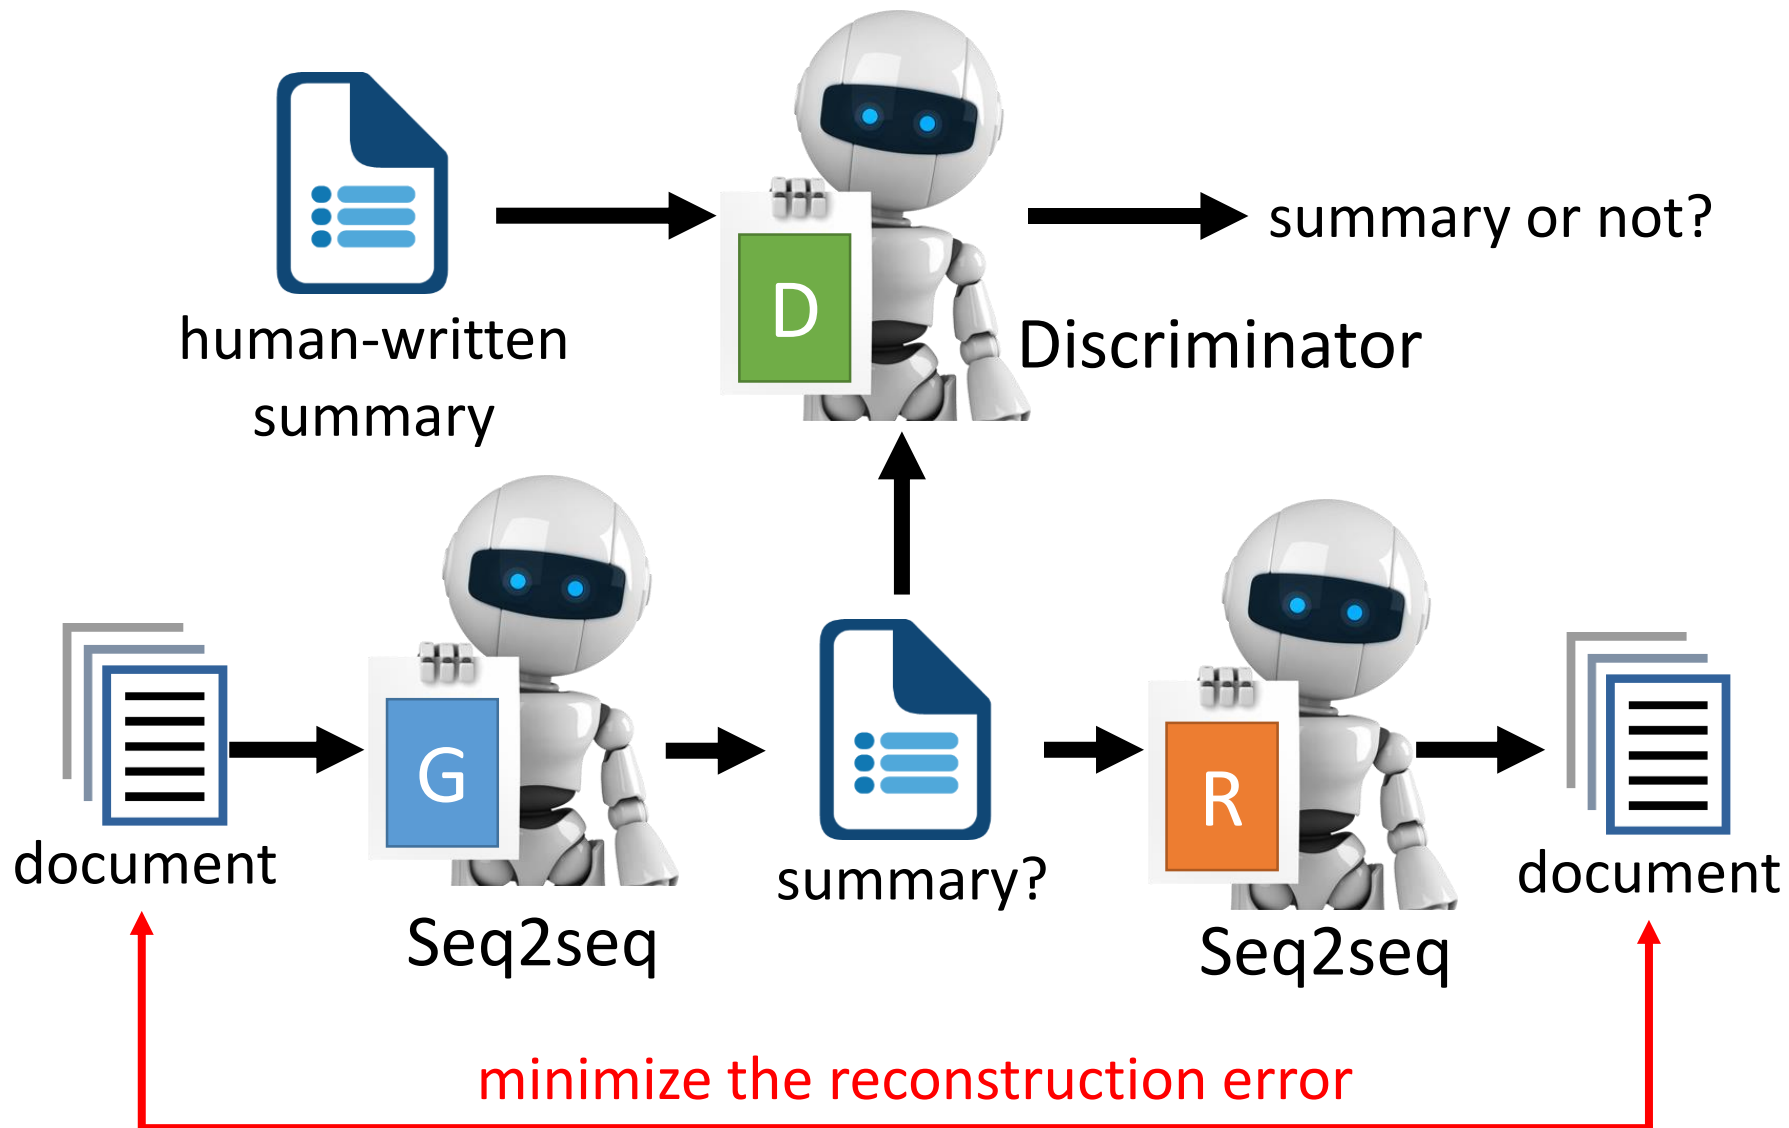 summary or not?
D
human-written
summary
Discriminator
G
R
document
summary?
document
Seq2seq
Seq2seq
minimize the reconstruction error